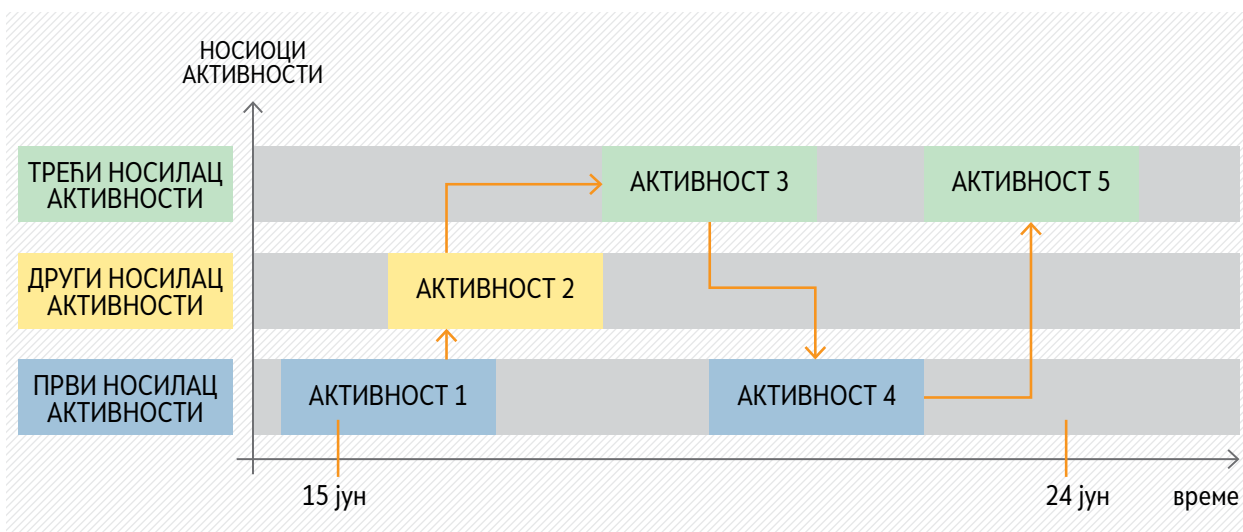 НОСИОЦИ
АКТИВНОСТИ
ТРЕЋИ НОСИЛАЦ
АКТИВНОСТИ
АКТИВНОСТ 3
АКТИВНОСТ 5
ДРУГИ НОСИЛАЦ
АКТИВНОСТИ
АКТИВНОСТ 2
ПРВИ НОСИЛАЦ
АКТИВНОСТИ
АКТИВНОСТ 1
АКТИВНОСТ 4
15 јун
24 јун
време